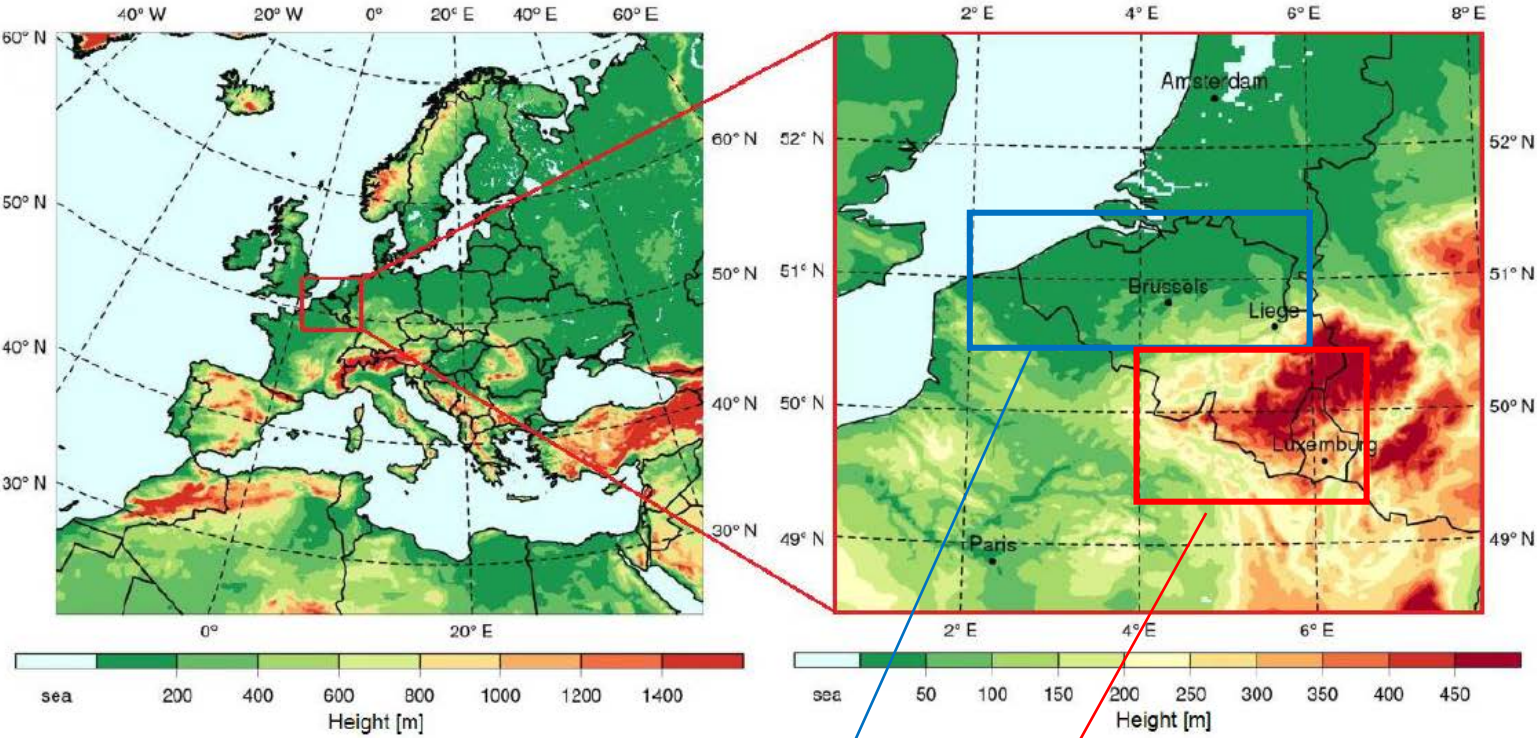 40° W 20° W 0° 20° E 40° E 60° E
60° N
50° N
40° N
30° N
60° N
50° N
40° N
30° N
0° 20° E
sea 200 400 600 800 1000 1200 1400
Height [m]
2° E 4° E 6° E 8° E
52° N
51° N
50° N
49° N
Amsterdam
Brussels
Liege
Luxemburg
Paris
52° N
51° N
50° N
49° N
2° E 4° E 6° E
sea 50 100 150 200 250 300 350 400 450
Height [m]